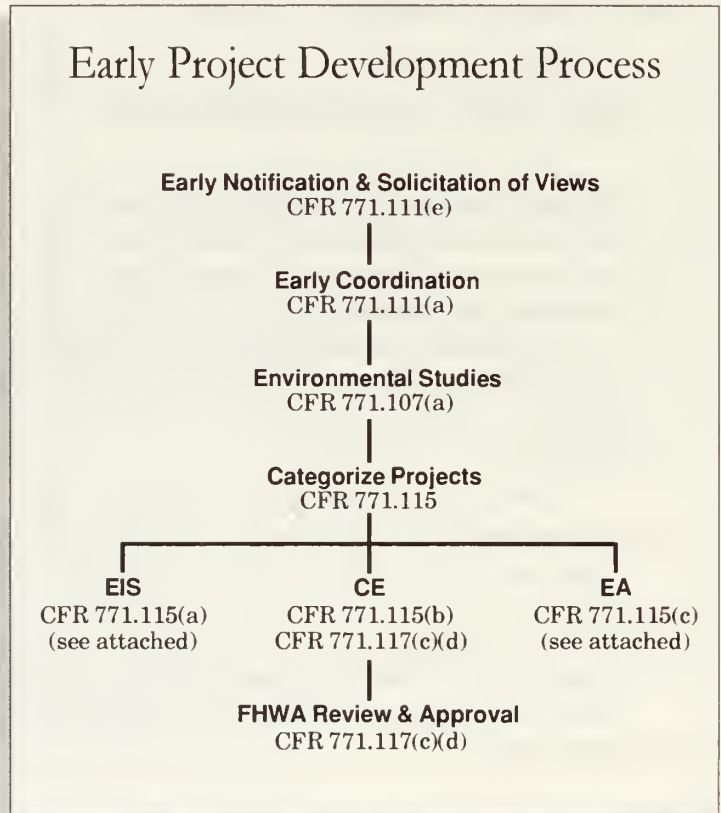 Early Project Development Process
Early Notification & Solicitation of Views
CFR 771.111(e)
Early Coordination
CFR 771.111(a)
Environmental Studies
CFR 771.107(a)
Categorize Projects
CFR 771.115
EIS
CFR 771.115(a)
(see attached)
CE
CFR 771.115(b)
CFR 771.117(c)(d)
EA
CFR 771.115(c)
(see attached)
FHWA Review & Approval
CFR 771.117(c)(d)